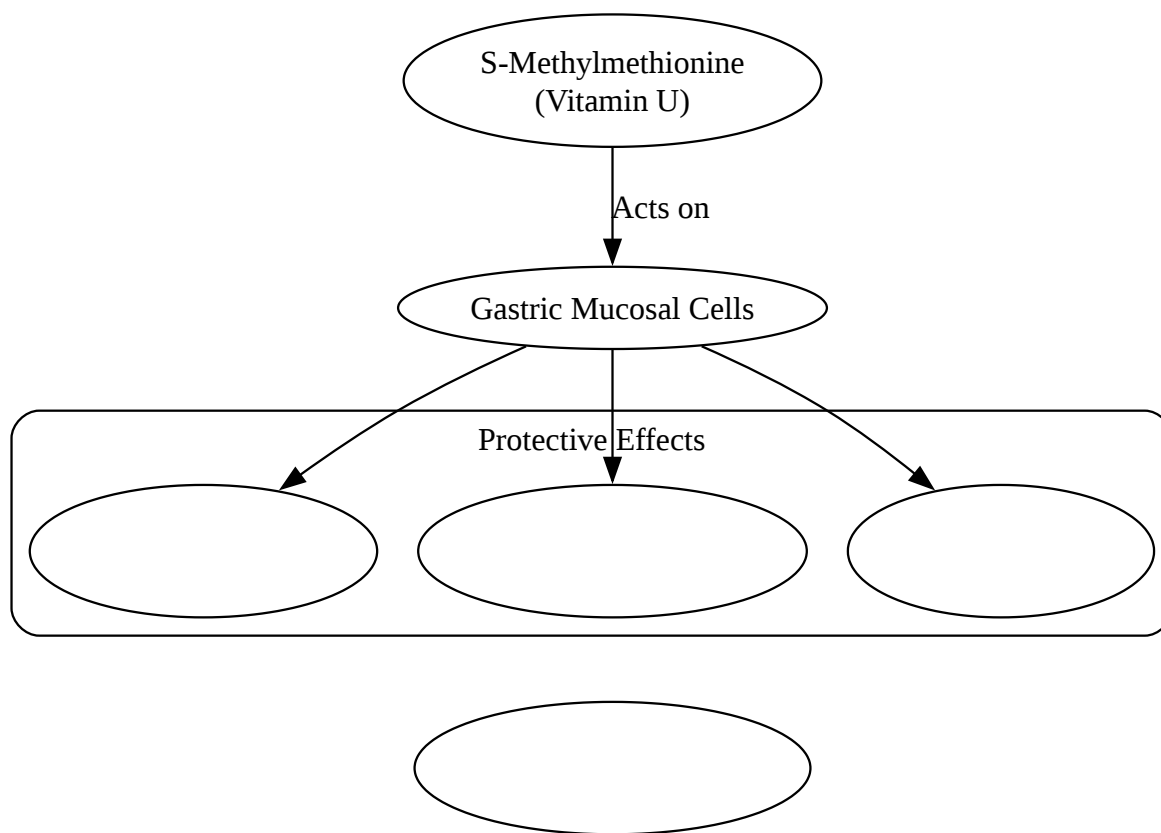 S-Methylmethionine
(Vitamin U)
Acts on
Gastric Mucosal Cells
Protective Effects